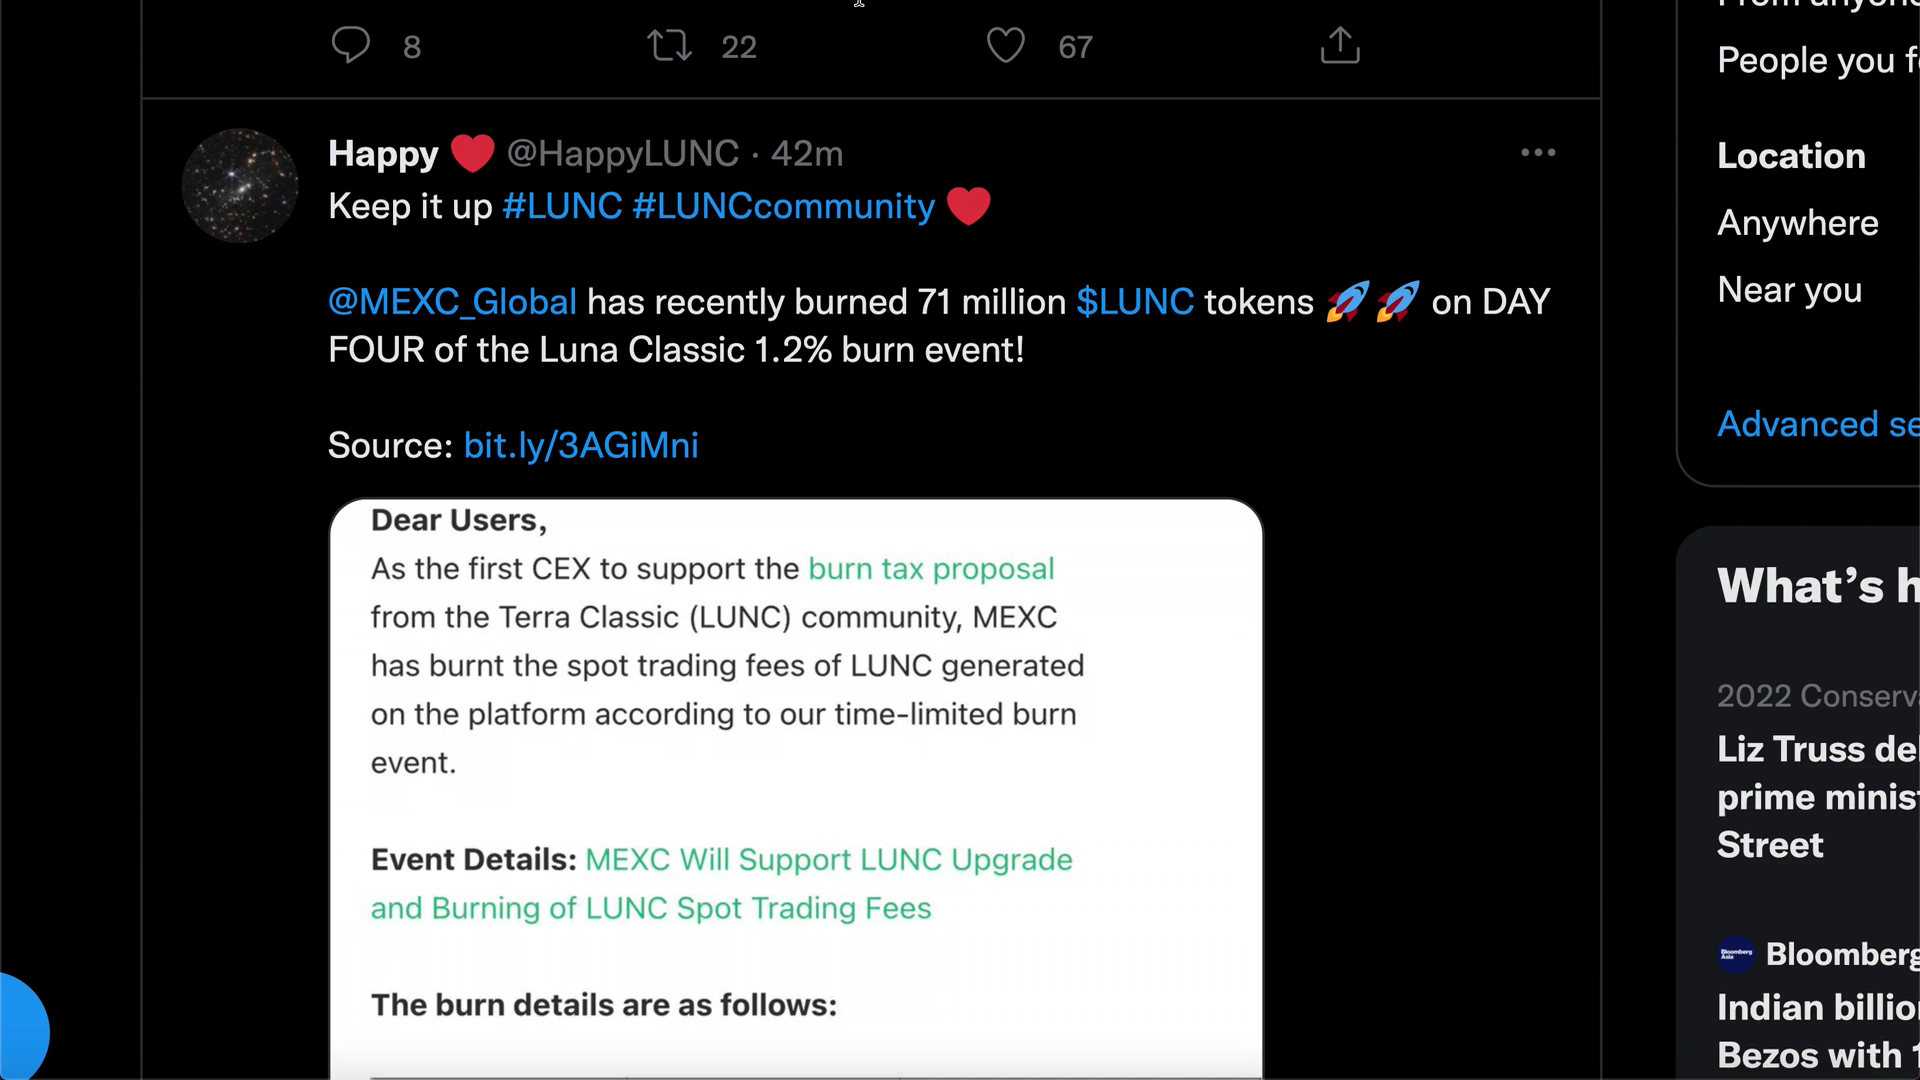 8 22 67
Happy ❤️ @HappyLUNC · 42m
Keep it up #LUNC #LUNCcommunity ❤️
@MEXC_Global has recently burned 71 million $LUNC tokens 🚀🚀 on DAY
FOUR of the Luna Classic 1.2% burn event!
Source: bit.ly/3AGiMni
Dear Users,
As the first CEX to support the burn tax proposal
from the Terra Classic (LUNC) community, MEXC
has burnt the spot trading fees of LUNC generated
on the platform according to our time-limited burn
event.
Event Details: MEXC Will Support LUNC Upgrade
and Burning of LUNC Spot Trading Fees
The burn details are as follows:
People you f
Location
Anywhere
Near you
Advanced se
What's h
2022 Conserva
Liz Truss del
prime minist
Street
Bloomberg
Indian billio
Bezos with 1